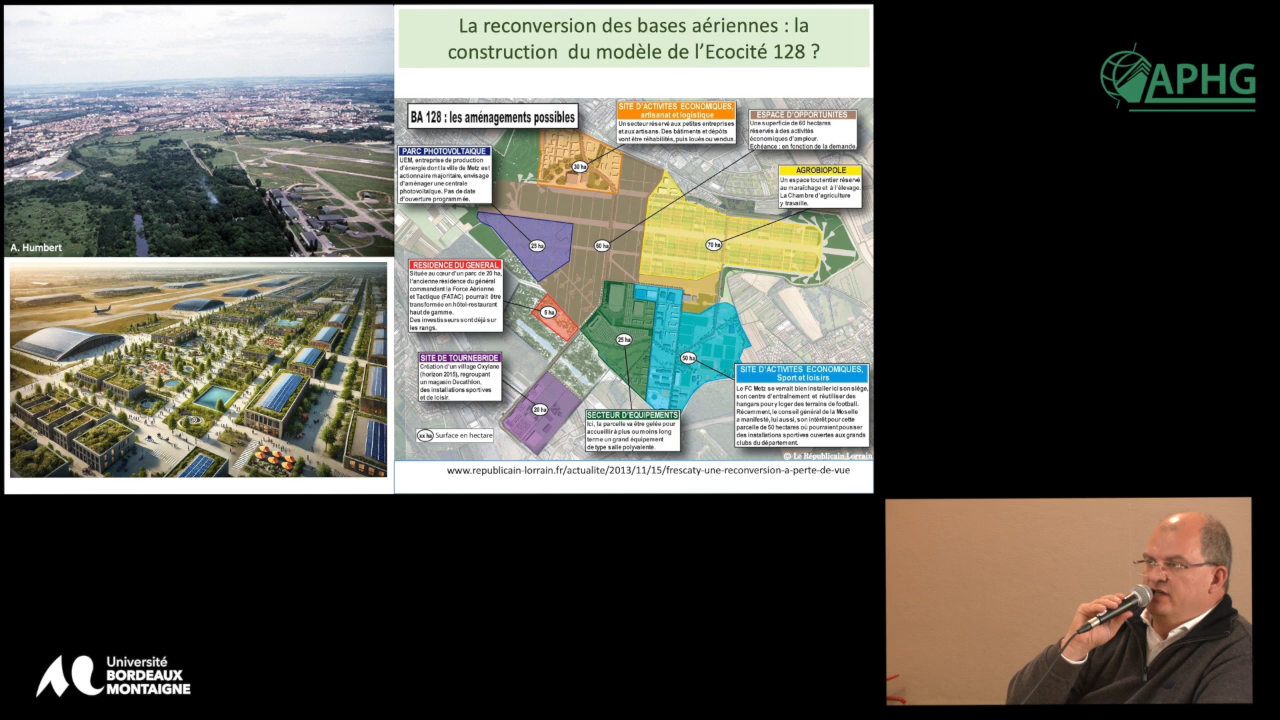 La reconversion des bases aériennes : la
construction du modèle de l'Ecocité 128 ?
APHG
A. Humbert
BA 128 : les aménagements possibles
SITE D'ACTIVITÉS ÉCONOMIQUES,
artisanat et logistique
Un secteur réservé aux petites entreprises
et aux artisans. Des bâtiments et dépôts
vont être réhabilités, puis loués ou vendus.
ESPACE D'OPPORTUNITÉS
Une superficie de 60 hectares
réservés à des activités
économiques d'ampleur.
Echéance : en fonction de la demande.
PARC PHOTOVOLTAIQUE
UEM, entreprise de production
d'énergie dont la ville de Metz est
actionnaire majoritaire, envisage
d'aménager une centrale
photovoltaïque. Pas de date
d'ouverture programmée.
AGROBIOPOLE
Un espace tout entier réservé
au maraîchage et à l'élevage.
La Chambre d'agriculture
y travaille.
30 ha
25 ha
60 ha
70 ha
RESIDENCE DU GENERAL
Située au cœur d'un parc de 20 ha,
l'ancienne résidence du général
commandant la Force Aérienne
et Tactique (FATAC) pourrait être
transformée en hôtel-restaurant
haut de gamme.
Des investisseurs sont déjà sur
les rangs.
5 ha
25 ha
50 ha
SITE DE TOURNEBRIDE
Création d'un village Oxylane
(horizon 2015), regroupant
un magasin Decathlon,
des installations sportives
et de loisir.
20 ha
xx ha Surface en hectare
SECTEUR D'EQUIPEMENTS
Ici, la parcelle va être gelée pour
accueillir à plus ou moins long
terme un grand équipement
de type salle polyvalente.
SITE D'ACTIVITÉS ÉCONOMIQUES,
Sport et loisirs
Le FC Metz se verrait bien installer ici son siège,
son centre d'entraînement et réutiliser des
hangars pour y loger des terrains de football.
Récemment, le conseil général de la Moselle
a manifesté, lui aussi, son intérêt pour cette
parcelle de 50 hectares où pourraient pousser
des installations sportives ouvertes aux grands
clubs du département.
© Le Républicain Lorrain
www.republicain-lorrain.fr/actualite/2013/11/15/frescaty-une-reconversion-a-perte-de-vue
Université
BORDEAUX
MONTAIGNE